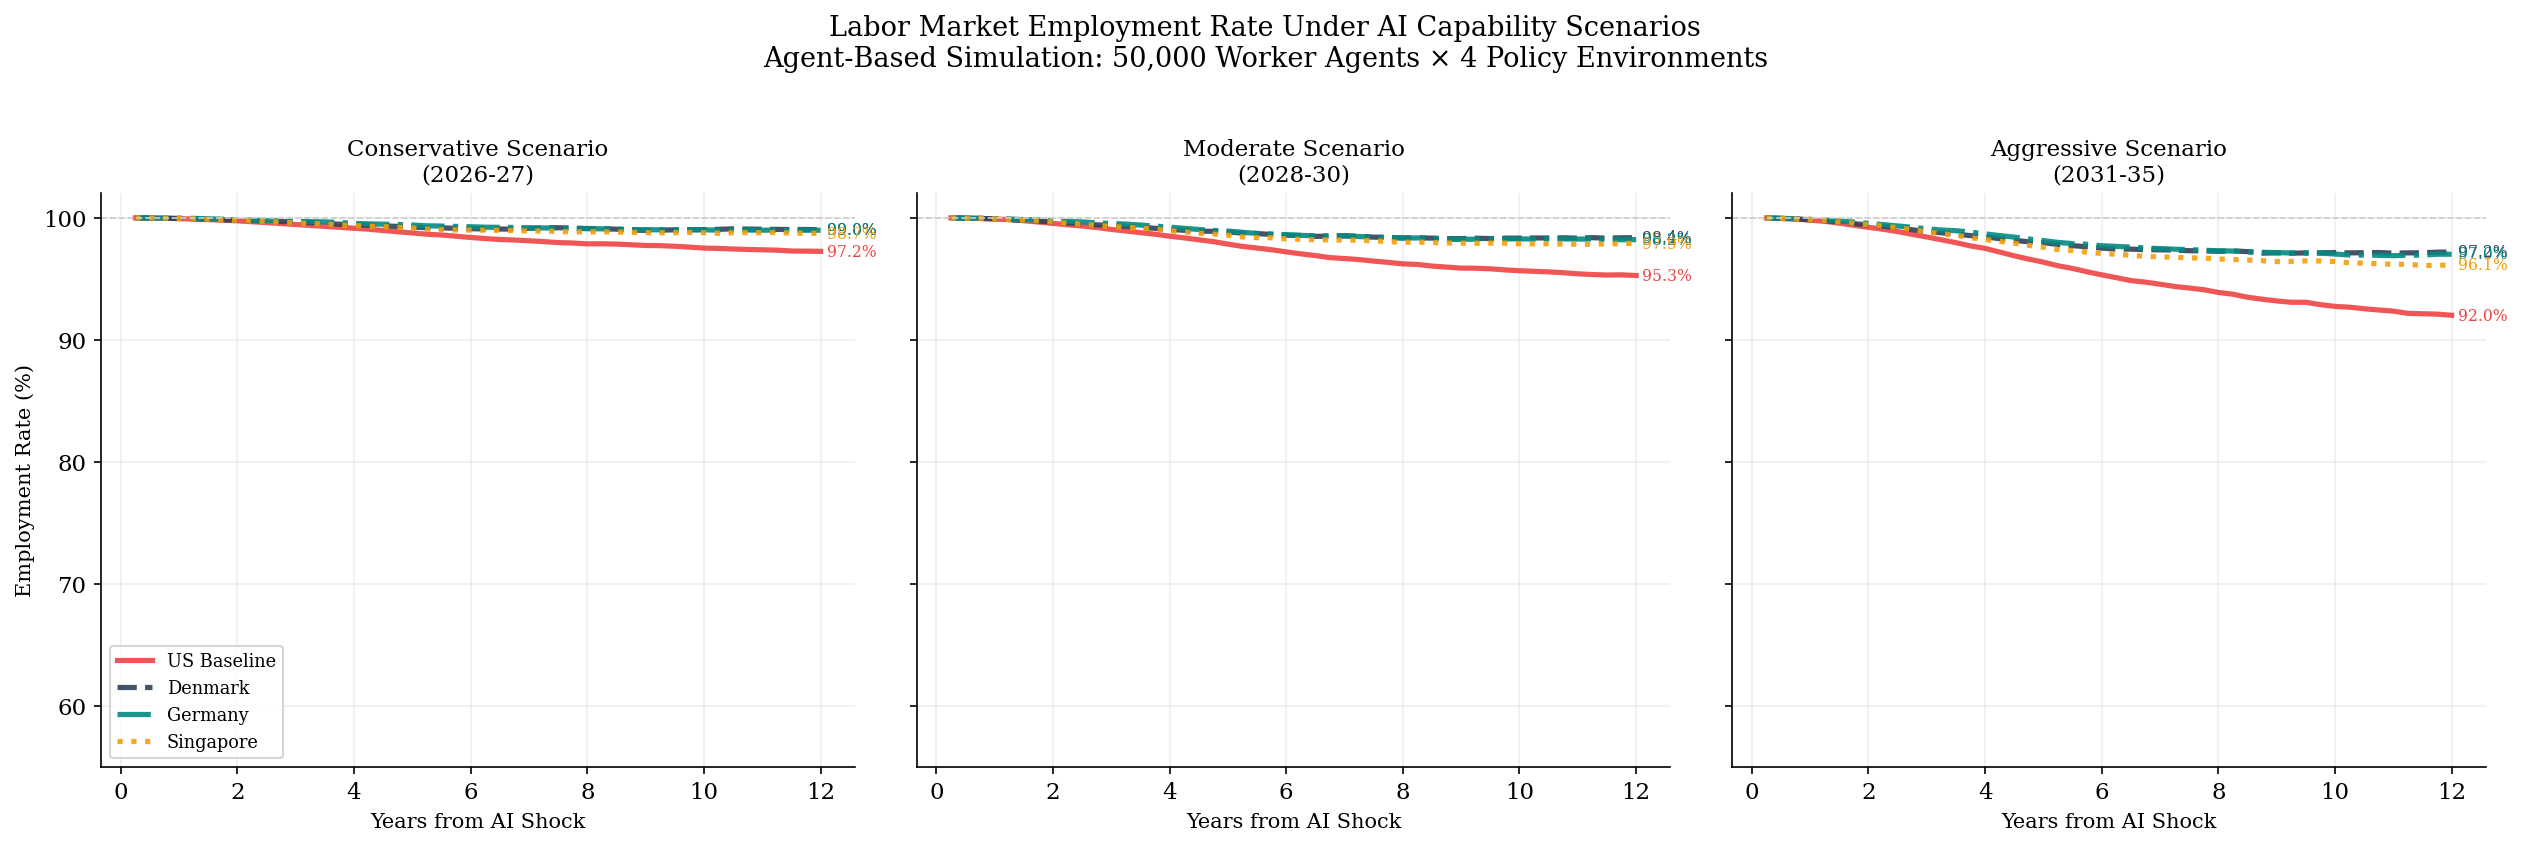 Labor Market Employment Rate Under AI Capability Scenarios
Agent-Based Simulation: 50,000 Worker Agents × 4 Policy Environments
Conservative Scenario
(2026-27)
Moderate Scenario
(2028-30)
Aggressive Scenario
(2031-35)
Employment Rate (%)
100
90
80
70
60
97.2%
95.3%
97.2%
96.1%
92.0%
US Baseline
Denmark
Germany
Singapore
0 2 4 6 8 10 12
0 2 4 6 8 10 12
0 2 4 6 8 10 12
Years from AI Shock
Years from AI Shock
Years from AI Shock